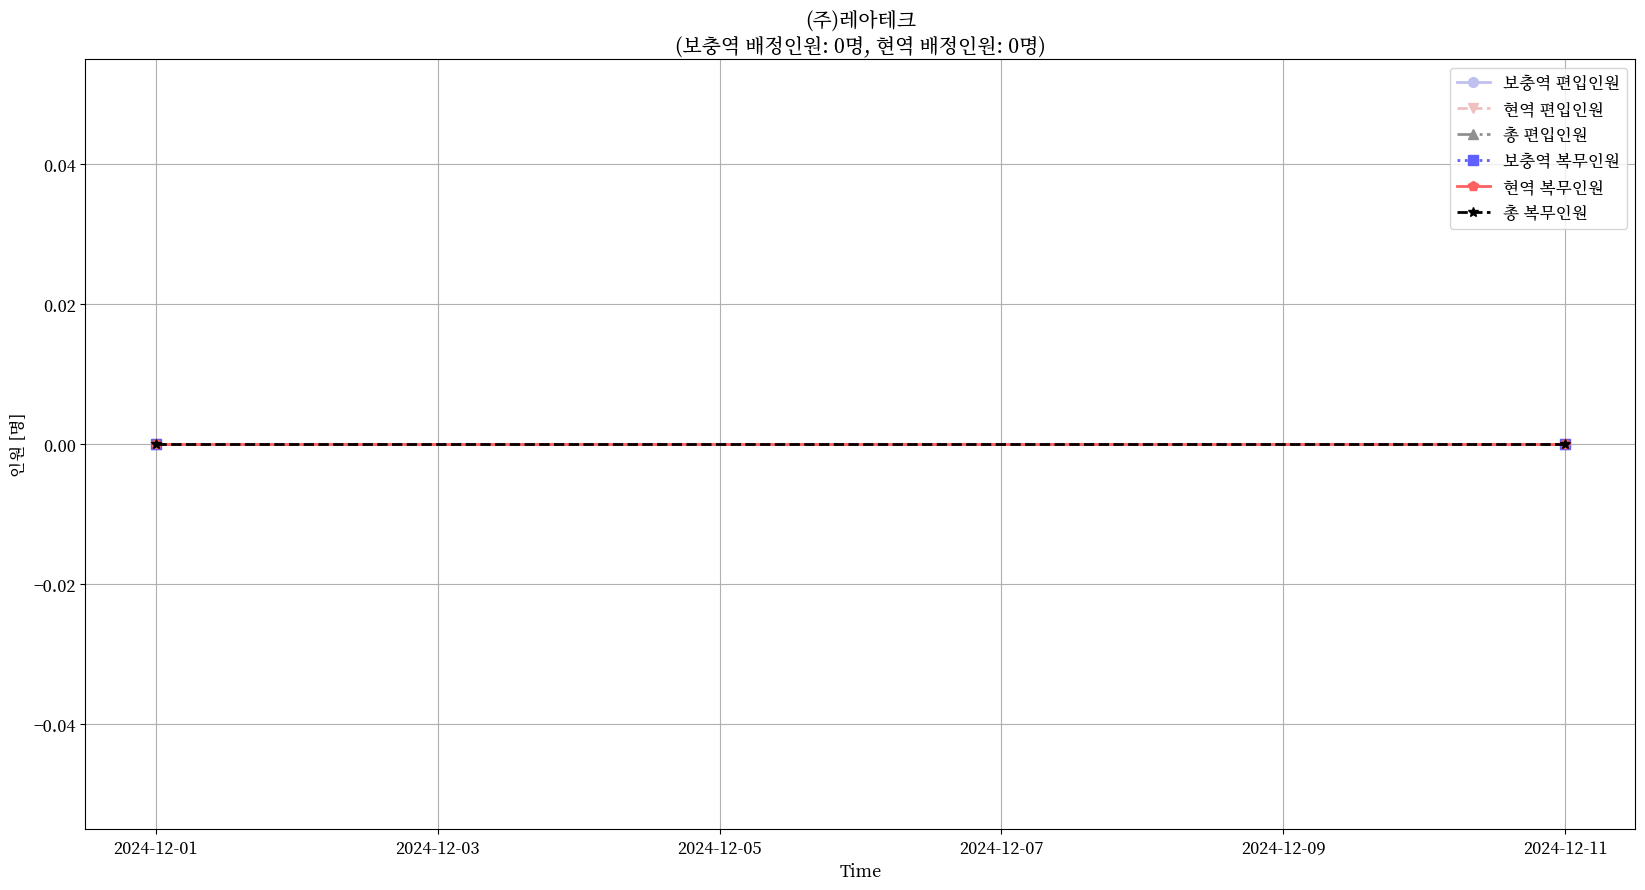 (주)레아테크
(보충역 배정인원: 0명, 현역 배정인원: 0명)
보충역 편입인원
현역 편입인원
총 편입인원
보충역 복무인원
현역 복무인원
총 복무인원
0.04
0.02
0.00
−0.02
−0.04
인원 [명]
2024-12-01 2024-12-03 2024-12-05 2024-12-07 2024-12-09 2024-12-11
Time